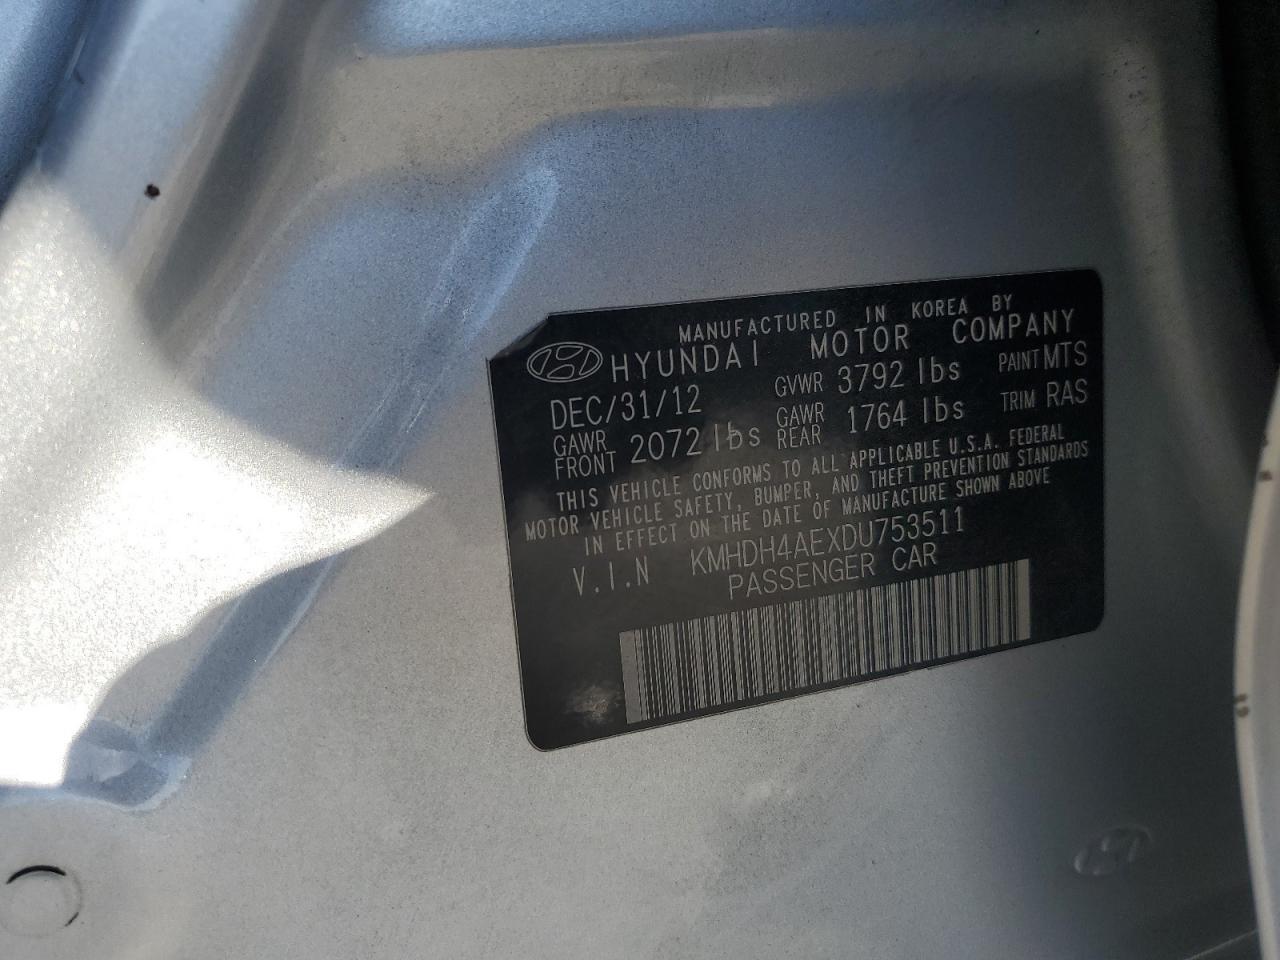 MANUFACTURED IN KOREA BY
HYUNDAI MOTOR COMPANY
DEC/31/12 GVWR 3792 lbs PAINT MTS
GAWR FRONT 2072 lbs GAWR REAR 1764 lbs TRIM RAS
THIS VEHICLE CONFORMS TO ALL APPLICABLE U.S.A. FEDERAL
MOTOR VEHICLE SAFETY, BUMPER, AND THEFT PREVENTION STANDARDS
IN EFFECT ON THE DATE OF MANUFACTURE SHOWN ABOVE
V.I.N KMHDH4AEXDU753511
PASSENGER CAR